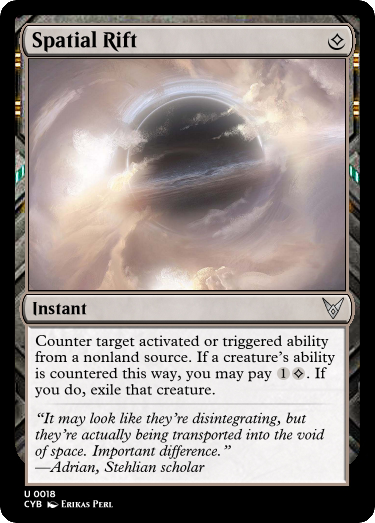 Spatial Rift
Instant
Counter target activated or triggered ability
from a nonland source. If a creature’s ability
is countered this way, you may pay 1. If
you do, exile that creature.
“It may look like they’re disintegrating, but
they’re actually being transported into the void
of space. Important difference.”
—Adrian, Stehlian scholar
U 0018
CYB Erikas Perl